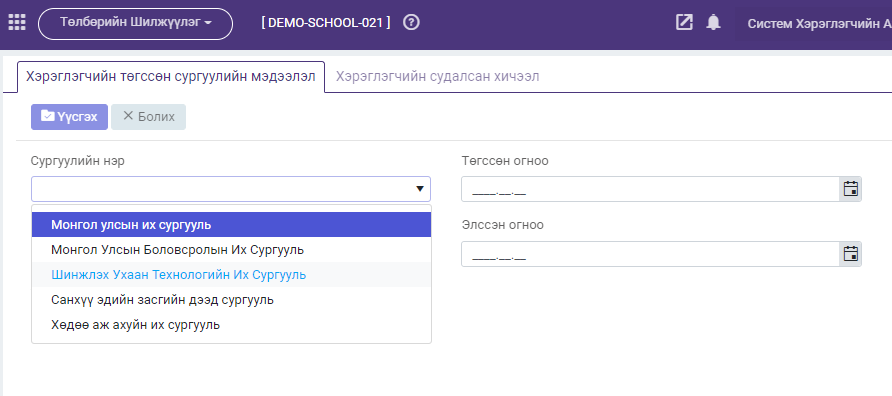 Төлбөрийн Шилжүүлэг
[ DEMO-SCHOOL-021 ]
Систем Хэрэглэгчийн А
Хэрэглэгчийн төгссөн сургуулийн мэдээлэл
Хэрэглэгчийн судалсан хичээл
Үүсгэх
Болих
Сургуулийн нэр
Төгссөн огноо
____.__.__
Монгол улсын их сургууль
Элссэн огноо
Монгол Улсын Боловсролын Их Сургууль
____.__.__
Шинжлэх Ухаан Технологийн Их Сургууль
Санхүү эдийн засгийн дээд сургууль
Хөдөө аж ахуйн их сургууль